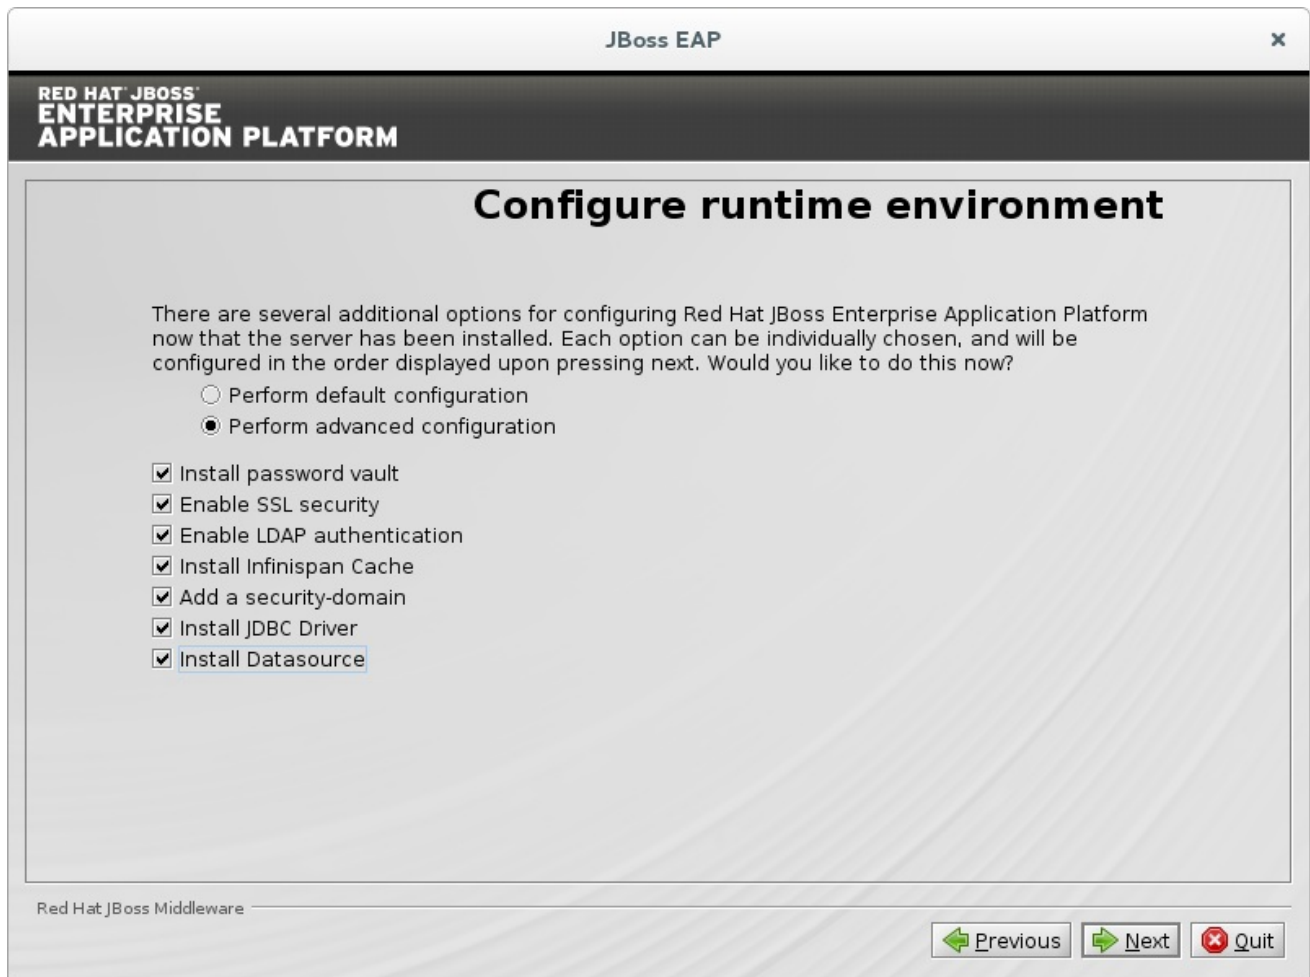 JBoss EAP
RED HAT JBOSS
ENTERPRISE
APPLICATION PLATFORM
Configure runtime environment
There are several additional options for configuring Red Hat JBoss Enterprise Application Platform
now that the server has been installed. Each option can be individually chosen, and will be
configured in the order displayed upon pressing next. Would you like to do this now?
Perform default configuration
Perform advanced configuration
Install password vault
Enable SSL security
Enable LDAP authentication
Install Infinispan Cache
Add a security-domain
Install JDBC Driver
Install Datasource
Red Hat JBoss Middleware
Previous Next Quit